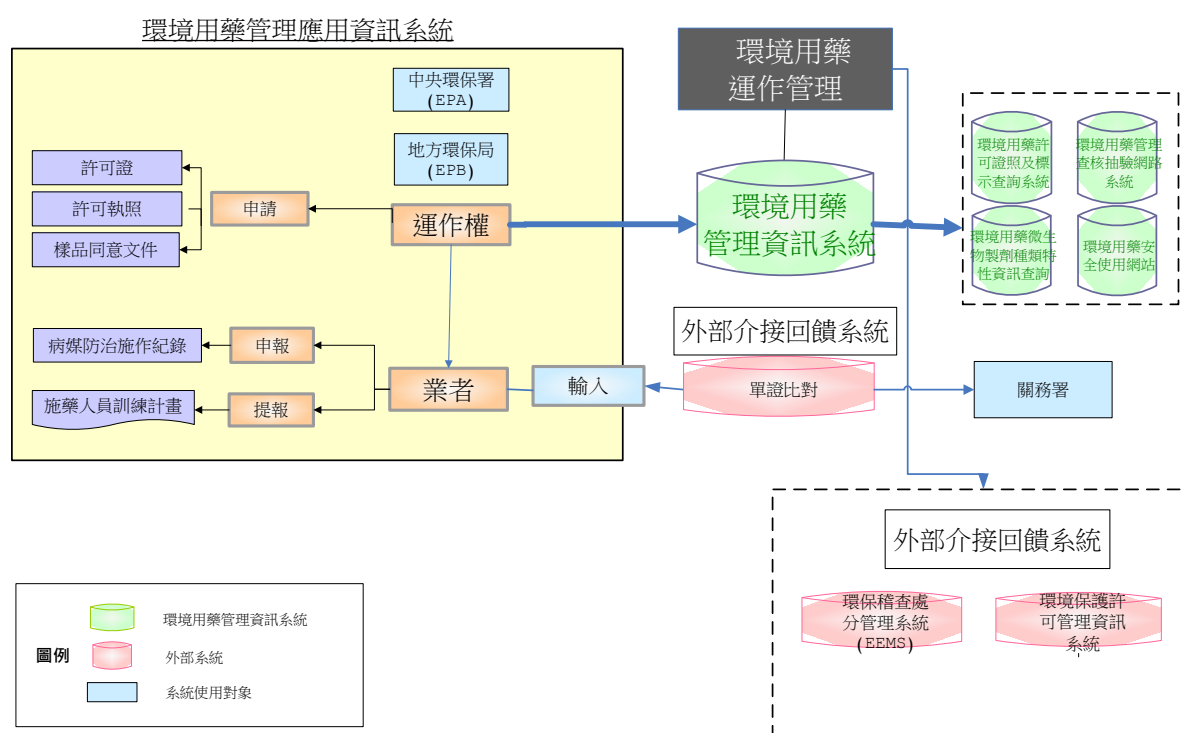 環境用藥管理應用資訊系統
中央環保署
(EPA)
地方環保局
(EPB)
許可證
許可執照
樣品同意文件
申請
運作權
病媒防治施作紀錄
申報
施藥人員訓練計畫
提報
業者
輸入
環境用藥
運作管理
環境用藥
管理資訊系統
環境用藥許
可證照及標
示查詢系統
環境用藥管理
查核抽驗網路
系統
環境用藥微生
物製劑種類特
性資訊查詢
環境用藥安
全使用網站
外部介接回饋系統
單證比對
關務署
外部介接回饋系統
環保稽查處
分管理系統
(EEMS)
環境保護許
可管理資訊
系統
圖例
環境用藥管理資訊系統
外部系統
系統使用對象